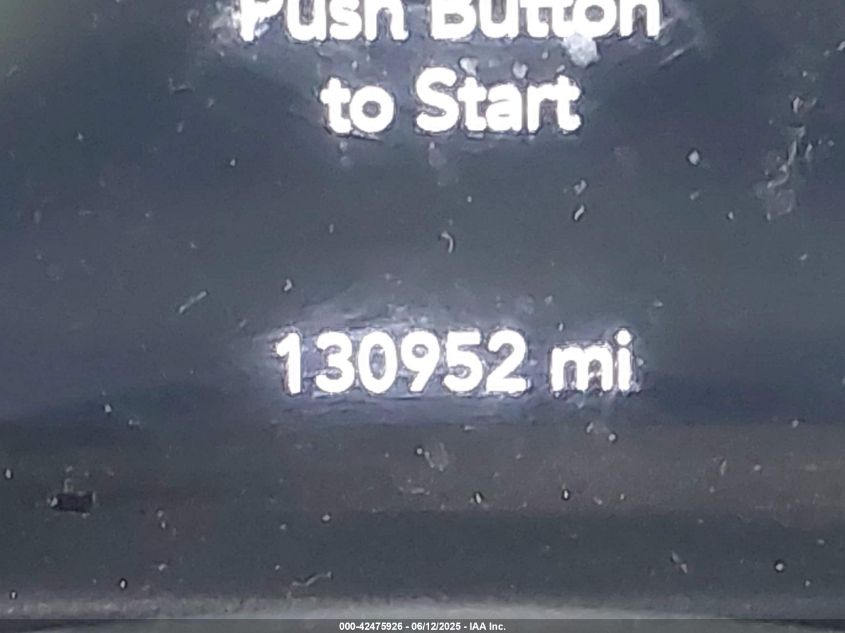 Push Button
to Start
130952 mi
000-42475926 - 06/12/2025 - IAA Inc.